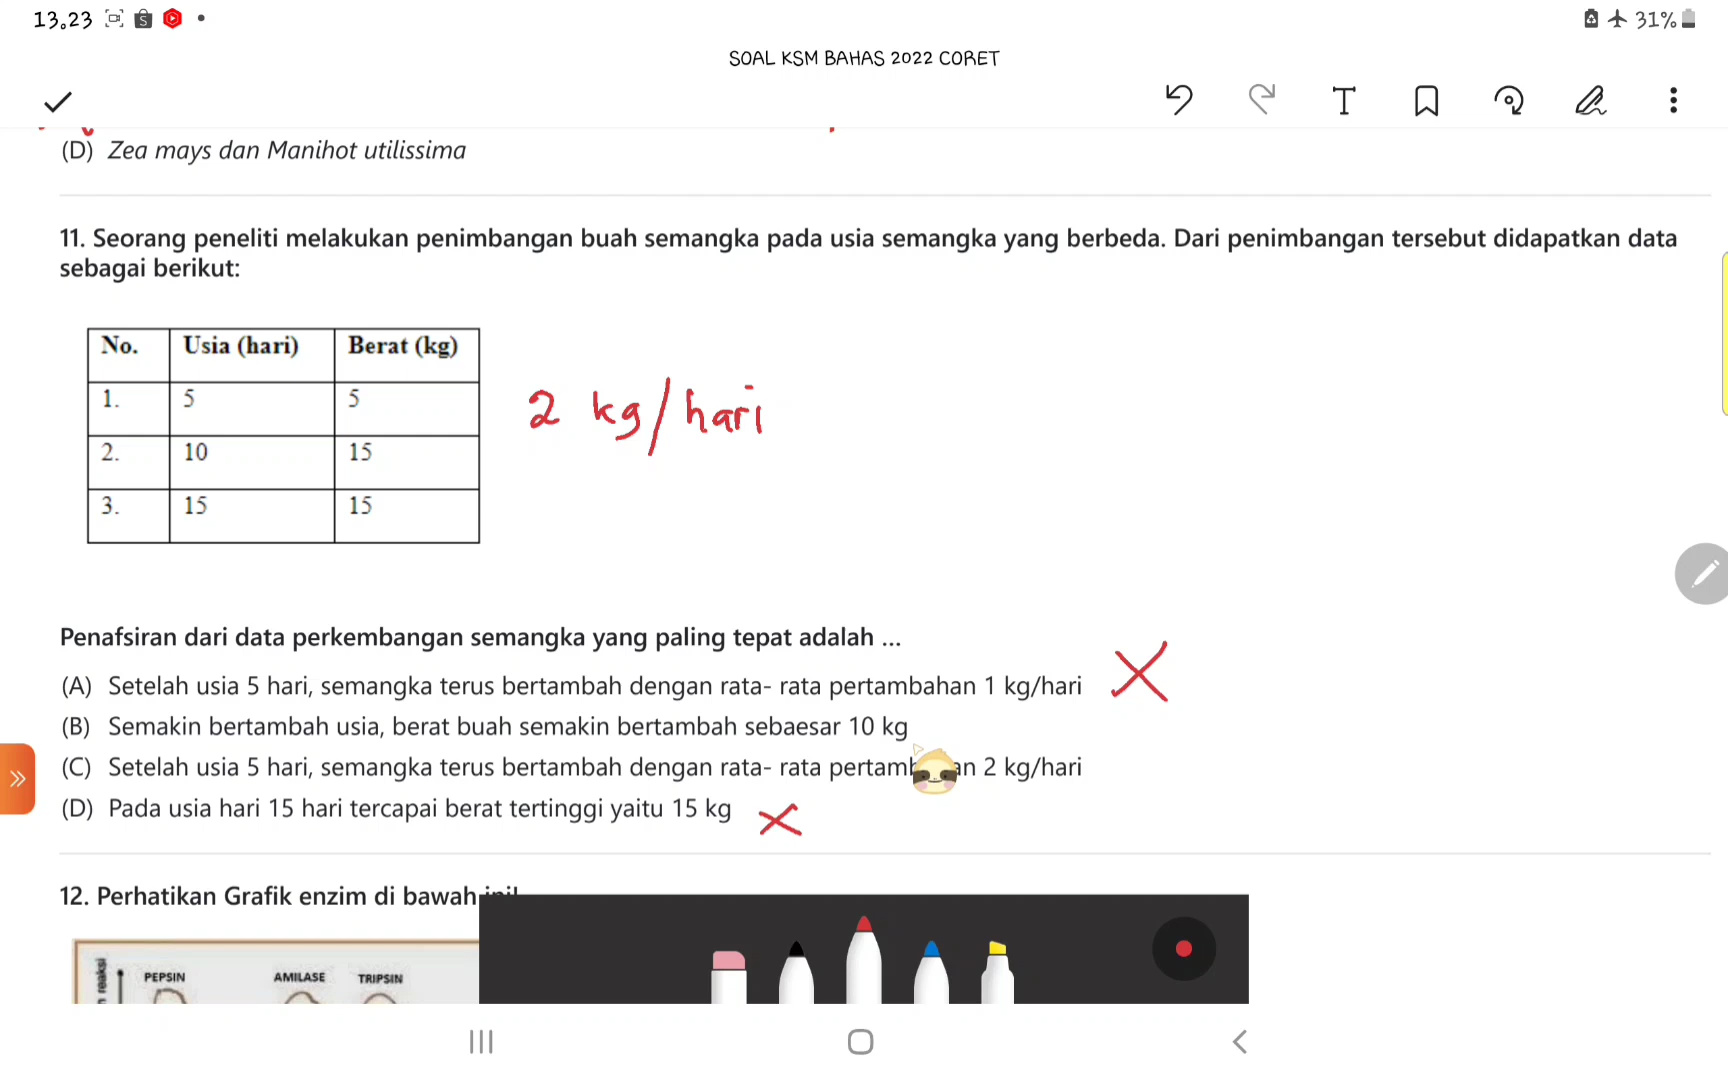 13.23
31%
SOAL KSM BAHAS 2022 CORET
(D) Zea mays dan Manihot utilissima
11. Seorang peneliti melakukan penimbangan buah semangka pada usia semangka yang berbeda. Dari penimbangan tersebut didapatkan data
sebagai berikut:
No. Usia (hari) Berat (kg)
1. 5 5
2. 10 15
3. 15 15
2 kg/hari
Penafsiran dari data perkembangan semangka yang paling tepat adalah ...
(A) Setelah usia 5 hari, semangka terus bertambah dengan rata- rata pertambahan 1 kg/hari
(B) Semakin bertambah usia, berat buah semakin bertambah sebaesar 10 kg
(C) Setelah usia 5 hari, semangka terus bertambah dengan rata- rata 2 kg/hari
(D) Pada usia hari 15 hari tercapai berat tertinggi yaitu 15 kg
12. Perhatikan Grafik enzim di bawah ini!
reaksi
PEPSIN AMILASE TRIPSIN